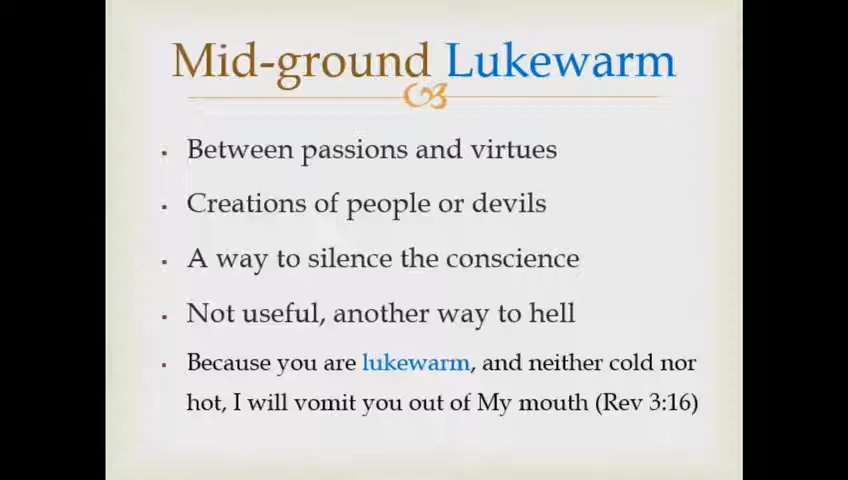 Mid-ground Lukewarm
• Between passions and virtues
• Creations of people or devils
• A way to silence the conscience
• Not useful, another way to hell
• Because you are lukewarm, and neither cold nor
hot, I will vomit you out of My mouth (Rev 3:16)